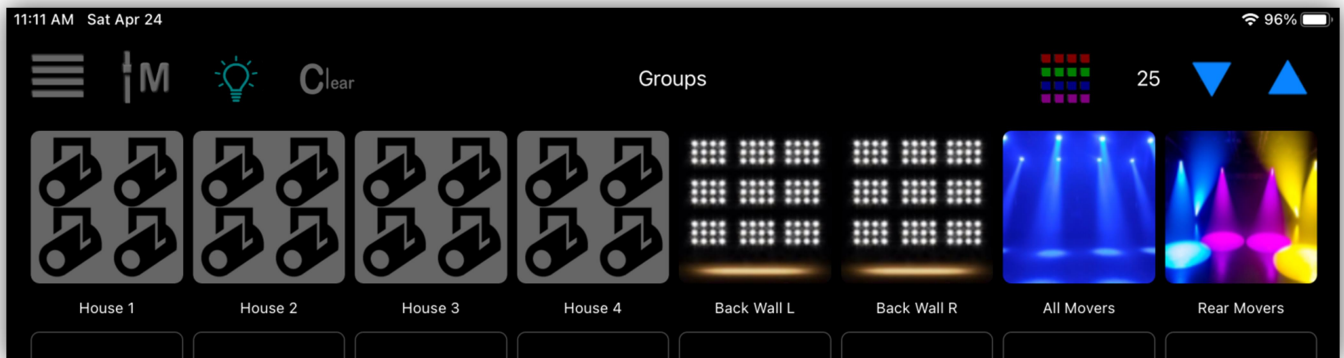 11:11 AM Sat Apr 24
96%
M
Clear
Groups
25
House 1
House 2
House 3
House 4
Back Wall L
Back Wall R
All Movers
Rear Movers